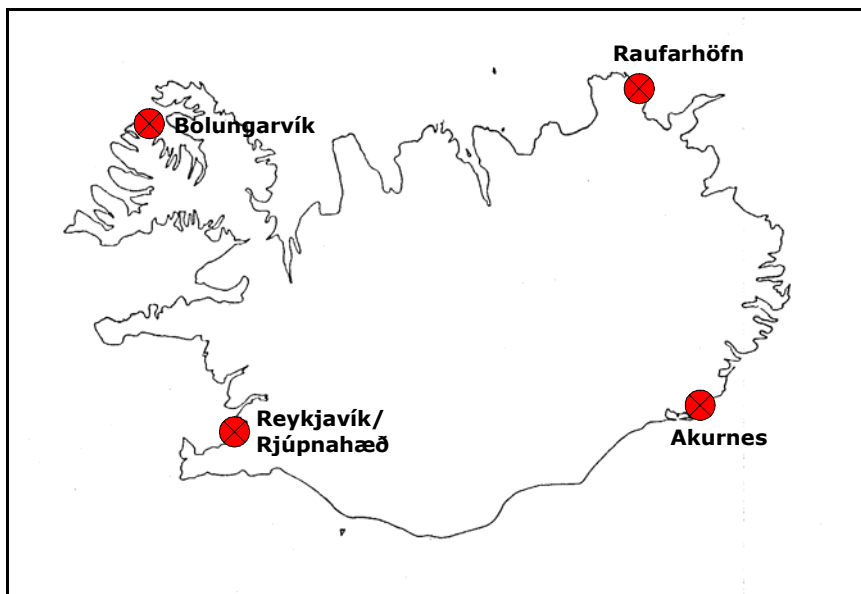 Raufarhöfn
Bolungarvík
Reykjavík/
Rjúpnahæð
Akurnes